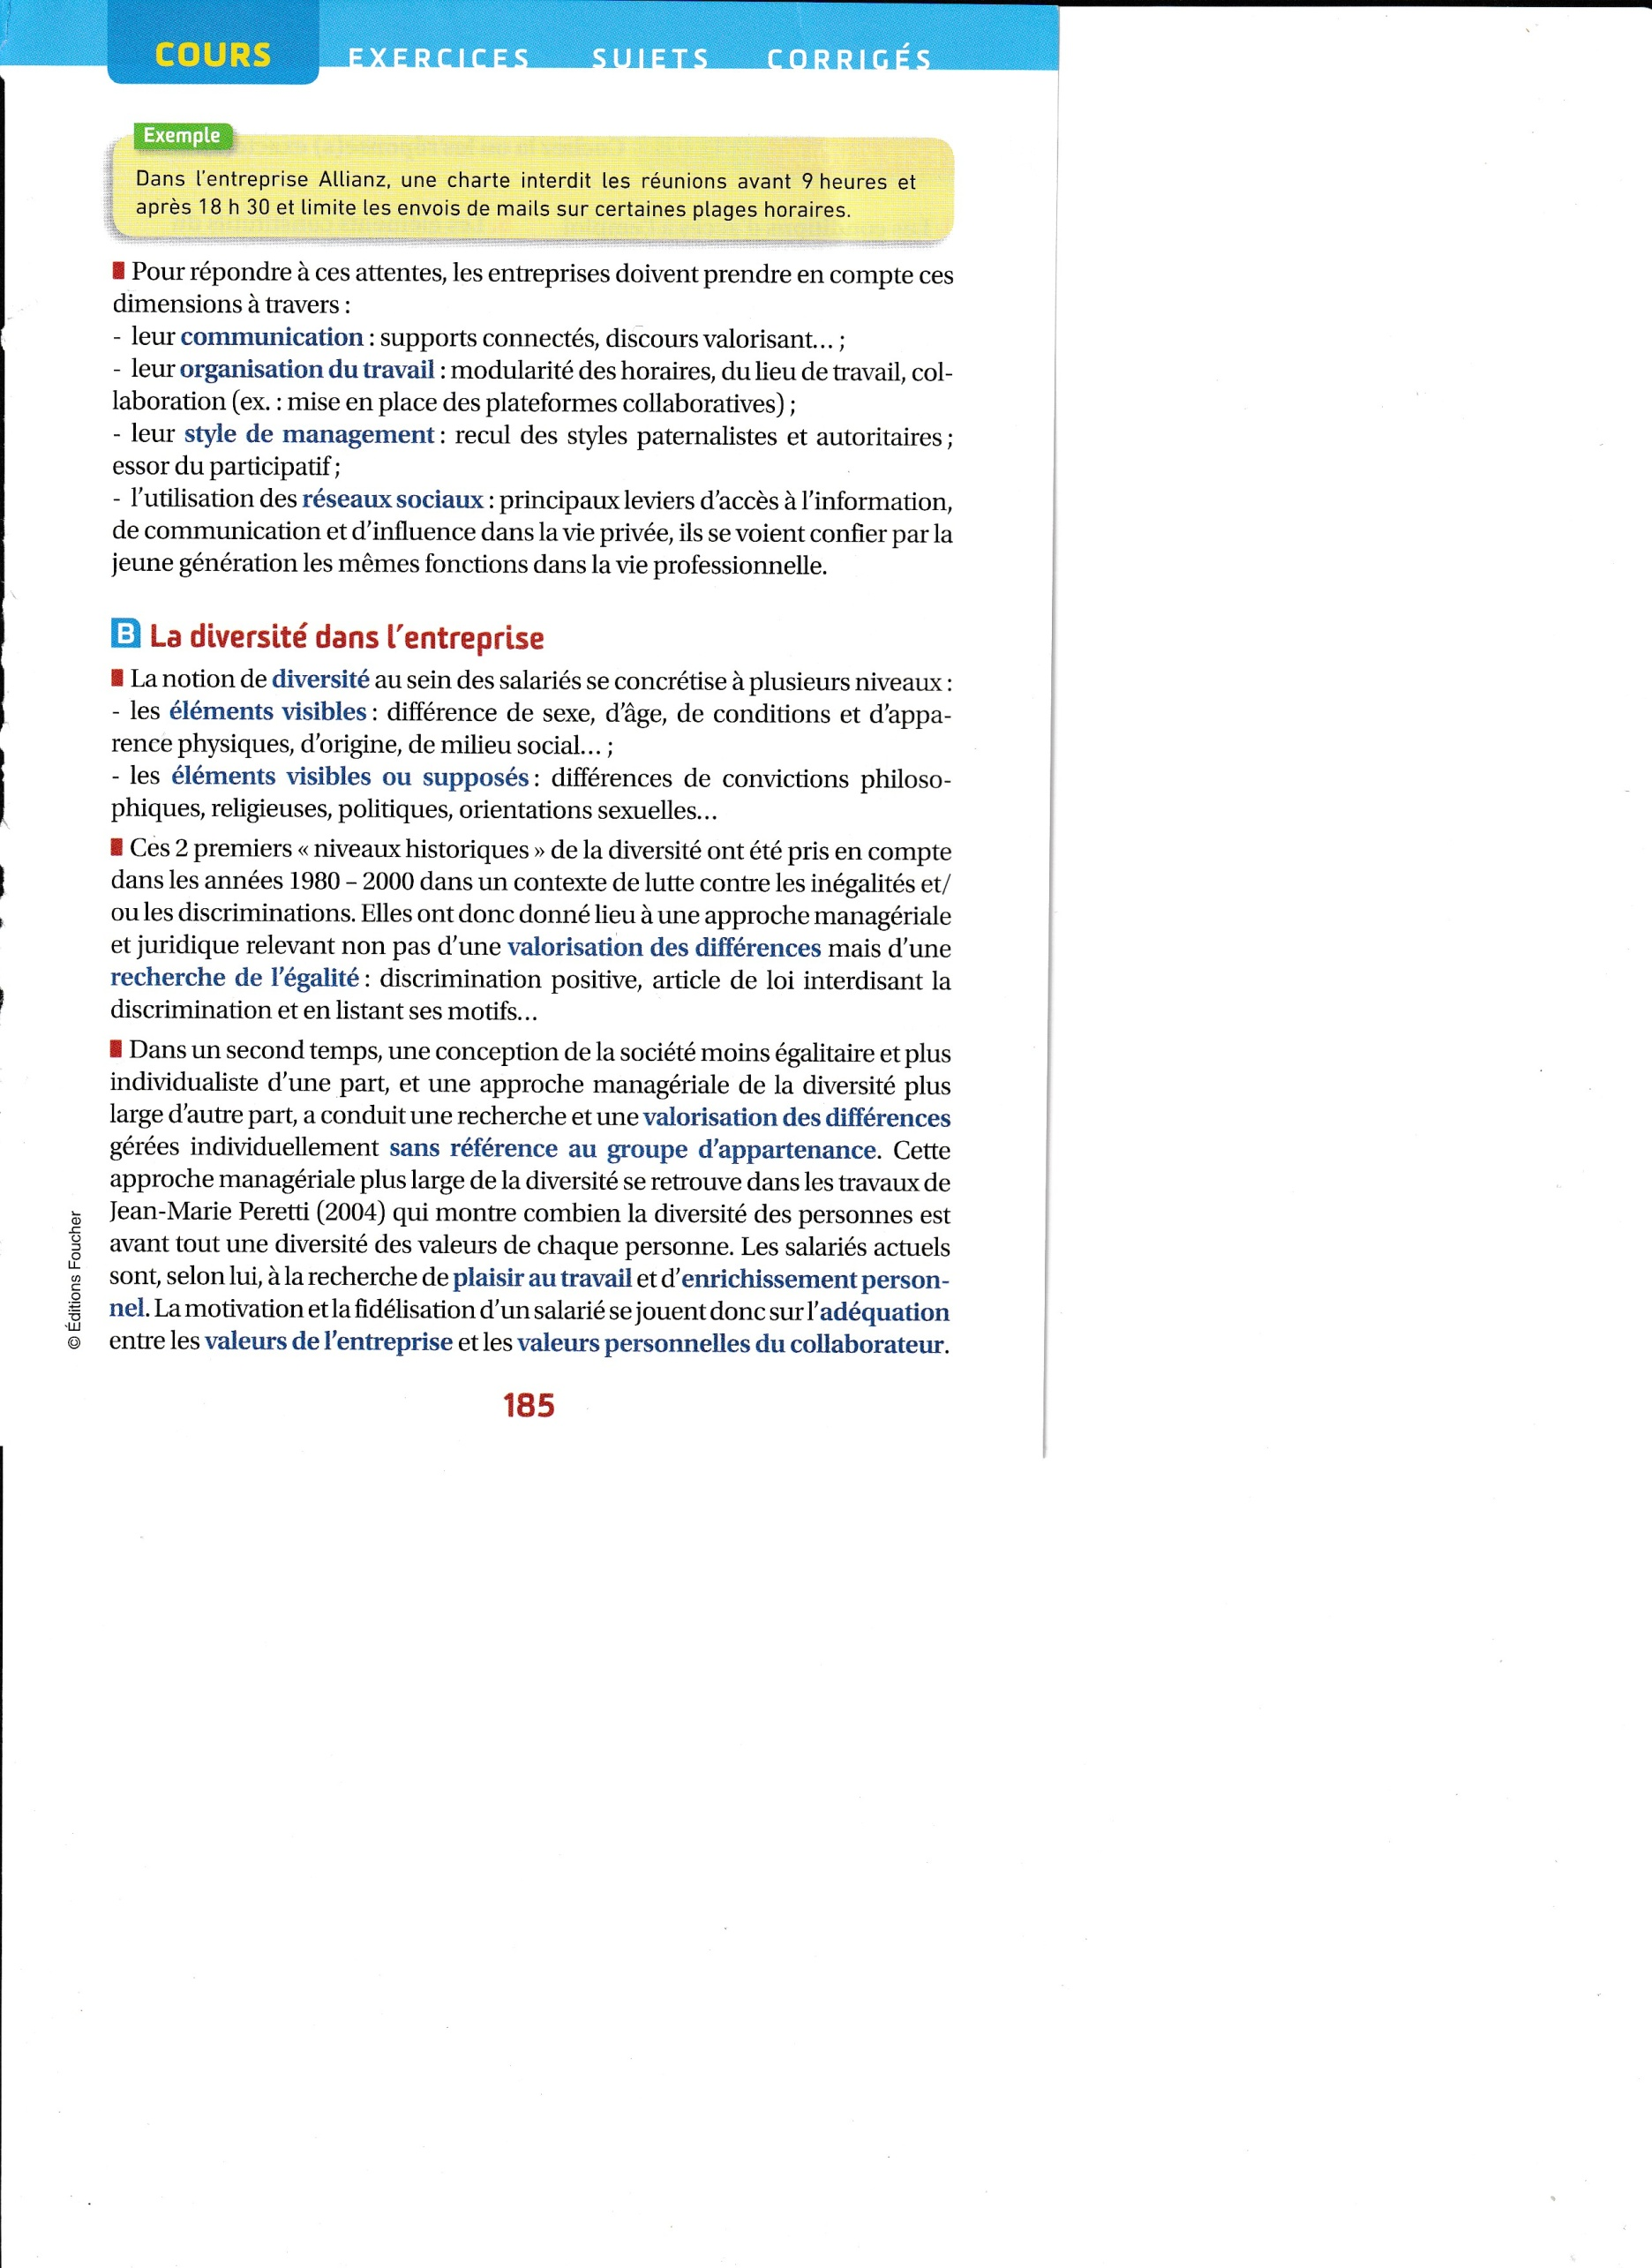 COURS EXERCICES SUJETS CORRIGÉS
Exemple
Dans l'entreprise Allianz, une charte interdit les réunions avant 9 heures et
après 18 h 30 et limite les envois de mails sur certaines plages horaires.
Pour répondre à ces attentes, les entreprises doivent prendre en compte ces
dimensions à travers :
- leur communication : supports connectés, discours valorisant... ;
- leur organisation du travail : modularité des horaires, du lieu de travail, col-
laboration (ex. : mise en place des plateformes collaboratives) ;
- leur style de management : recul des styles paternalistes et autoritaires ;
essor du participatif ;
- l'utilisation des réseaux sociaux : principaux leviers d'accès à l'information,
de communication et d'influence dans la vie privée, ils se voient confier par la
jeune génération les mêmes fonctions dans la vie professionnelle.
B La diversité dans l'entreprise
La notion de diversité au sein des salariés se concrétise à plusieurs niveaux :
- les éléments visibles : différence de sexe, d'âge, de conditions et d'appa-
rence physiques, d'origine, de milieu social... ;
- les éléments visibles ou supposés : différences de convictions philoso-
phiques, religieuses, politiques, orientations sexuelles...
Ces 2 premiers « niveaux historiques » de la diversité ont été pris en compte
dans les années 1980 – 2000 dans un contexte de lutte contre les inégalités et/
ou les discriminations. Elles ont donc donné lieu à une approche managériale
et juridique relevant non pas d'une valorisation des différences mais d'une
recherche de l'égalité : discrimination positive, article de loi interdisant la
discrimination et en listant ses motifs...
Dans un second temps, une conception de la société moins égalitaire et plus
individualiste d'une part, et une approche managériale de la diversité plus
large d'autre part, a conduit une recherche et une valorisation des différences
gérées individuellement sans référence au groupe d'appartenance. Cette
approche managériale plus large de la diversité se retrouve dans les travaux de
Jean-Marie Peretti (2004) qui montre combien la diversité des personnes est
avant tout une diversité des valeurs de chaque personne. Les salariés actuels
sont, selon lui, à la recherche de plaisir au travail et d'enrichissement person-
nel. La motivation et la fidélisation d'un salarié se jouent donc sur l'adéquation
entre les valeurs de l'entreprise et les valeurs personnelles du collaborateur.
© Éditions Foucher
185